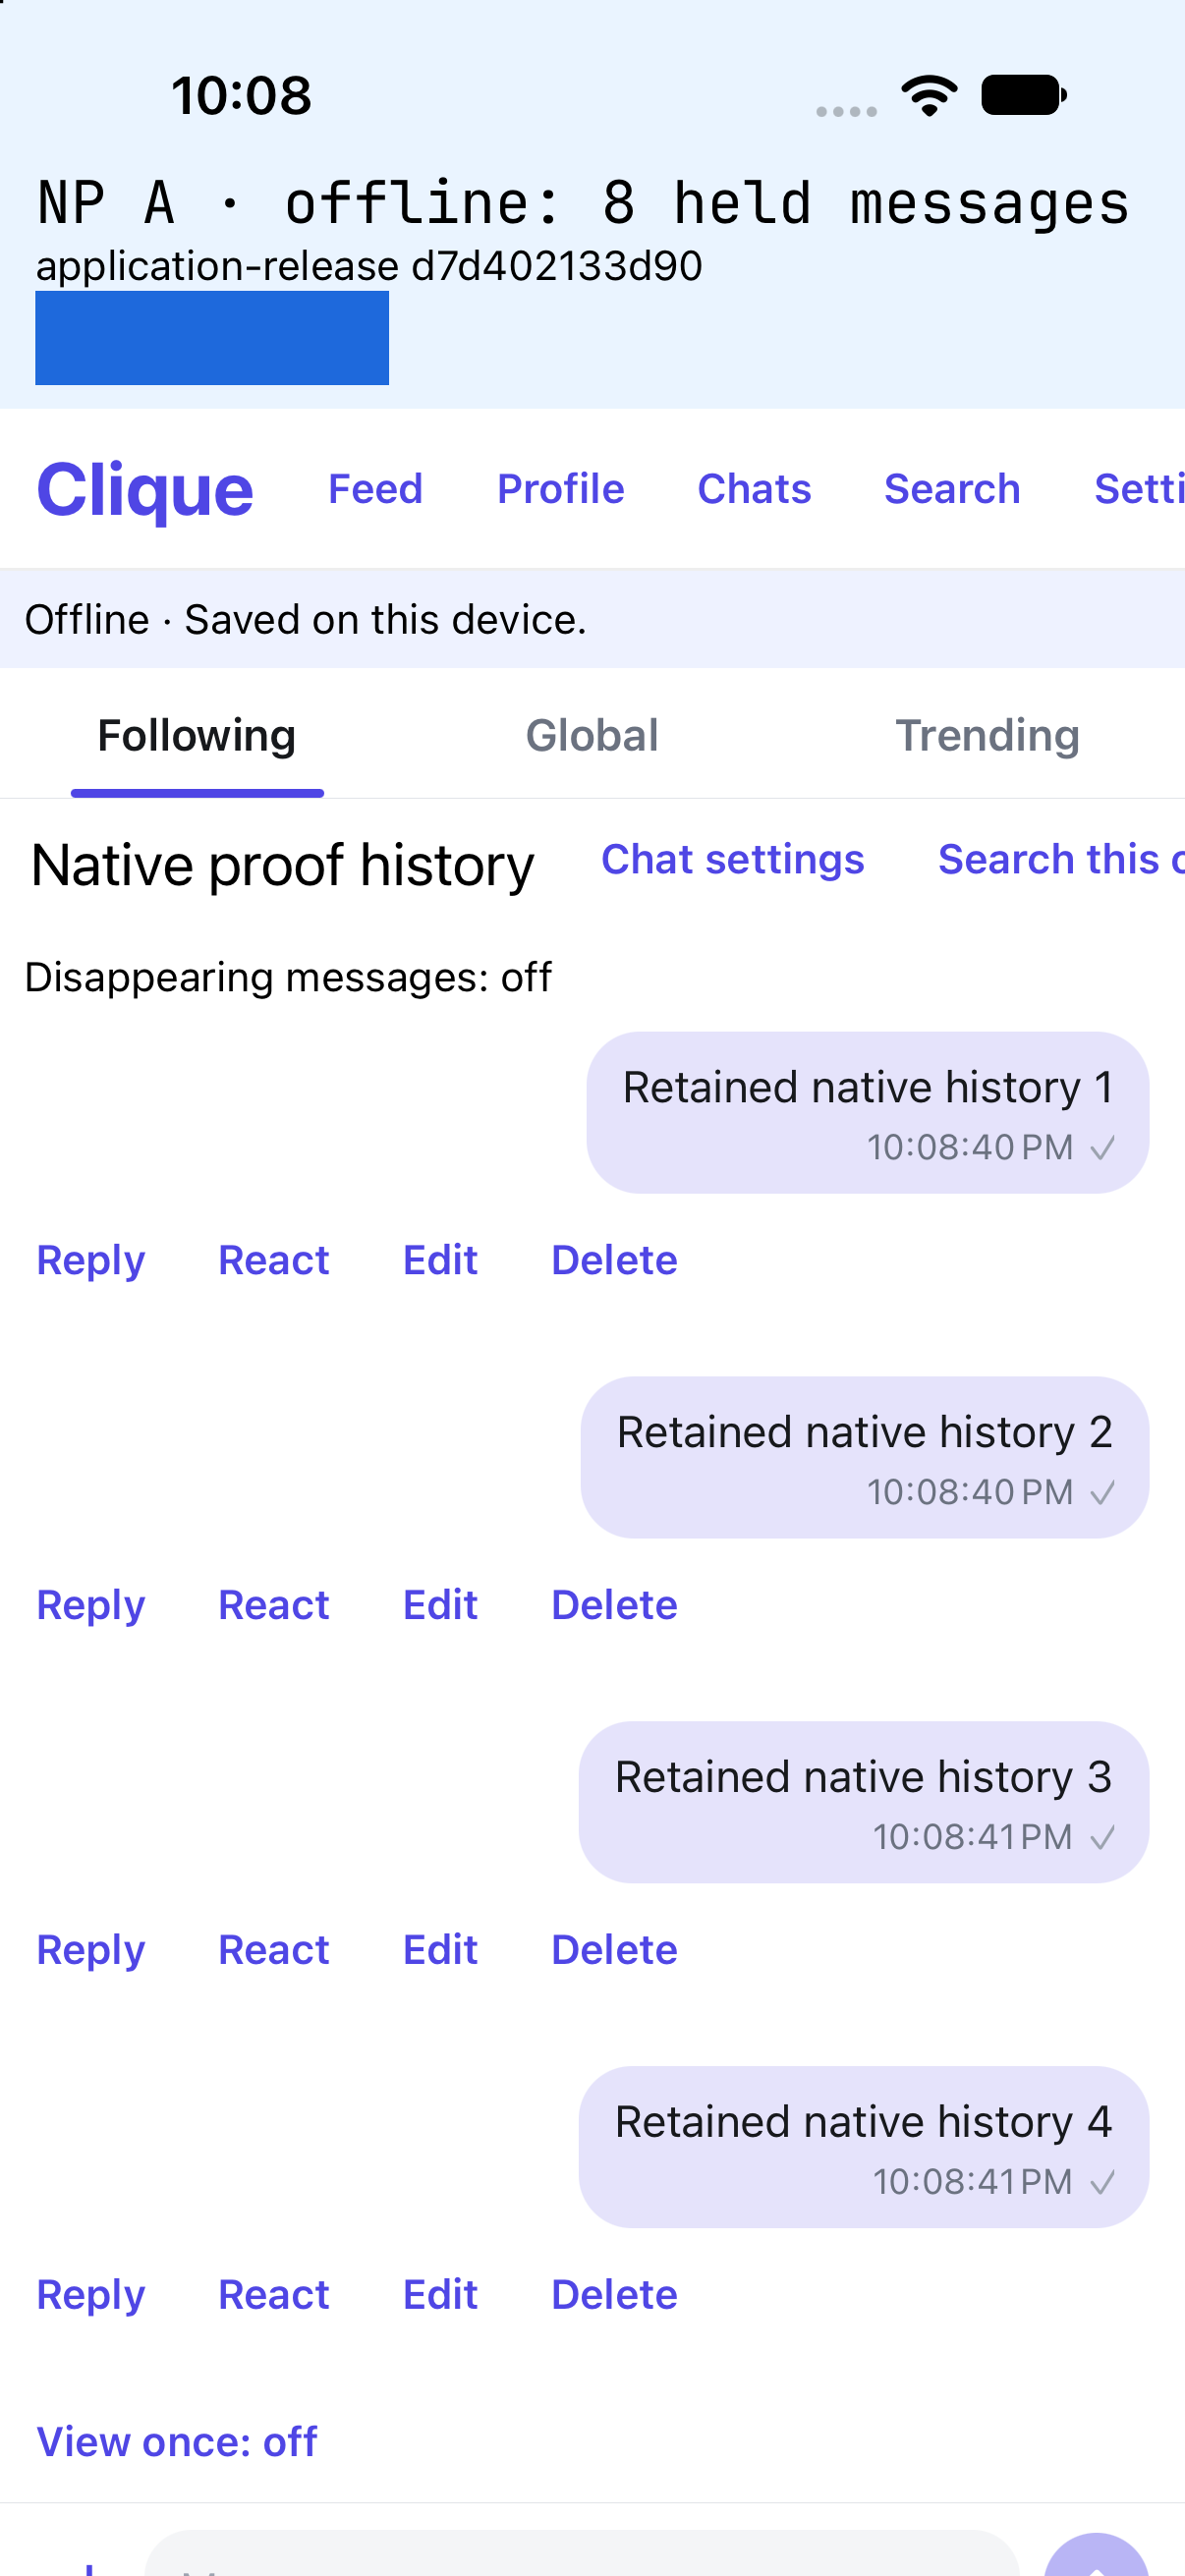 10:08
NP A · offline: 8 held messages
application-release d7d402133d90
Clique Feed Profile Chats Search Setti
Offline · Saved on this device.
Following Global Trending
Native proof history Chat settings Search this
Disappearing messages: off
Retained native history 1
10:08:40 PM ✓
Reply React Edit Delete
Retained native history 2
10:08:40 PM ✓
Reply React Edit Delete
Retained native history 3
10:08:41 PM ✓
Reply React Edit Delete
Retained native history 4
10:08:41 PM ✓
Reply React Edit Delete
View once: off